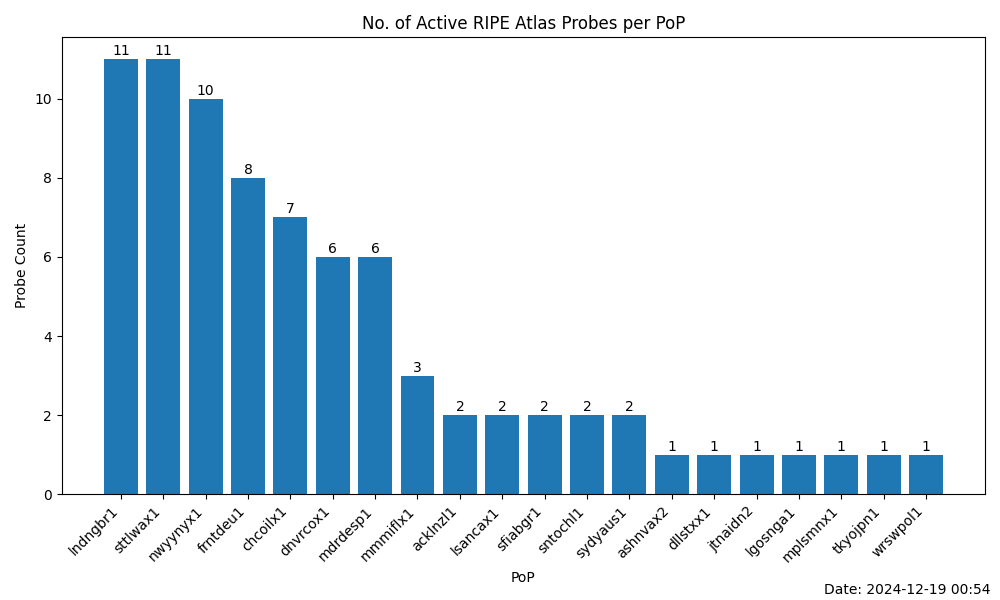 No. of Active RIPE Atlas Probes per PoP
11
11
10
8
7
6
6
3
2
2
2
2
2
1
1
1
1
1
1
1
10
8
6
4
2
0
Probe Count
lndngbr1
sttlwax1
nwyynyx1
frntdeu1
chcoilx1
dnvrcox1
mdrdesp1
mmmiflx1
acklnzl1
lsancax1
sfiabgr1
sntochl1
sydyaus1
ashnvax2
dllstxx1
jtnaidn2
lgosnga1
mplsmnx1
tkyojpn1
wrswpol1
PoP
Date: 2024-12-19 00:54